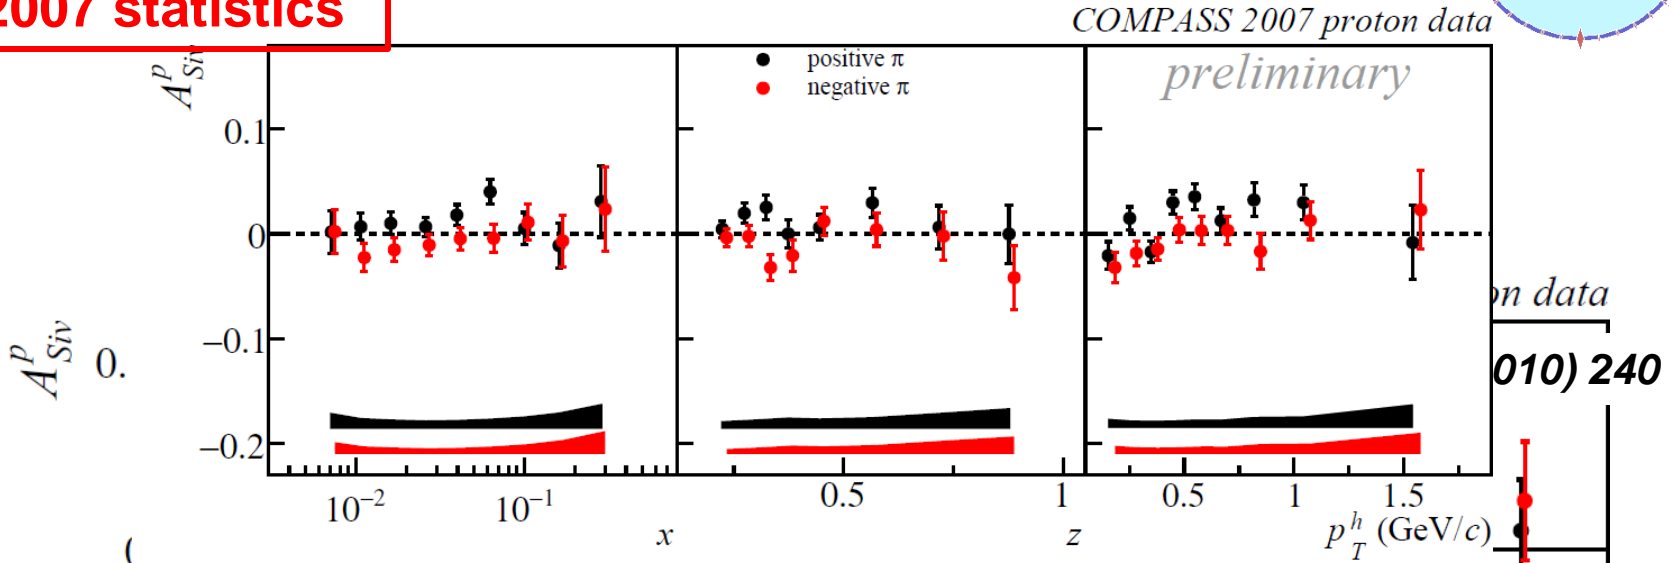 2007 statistics
COMPASS 2007 proton data
preliminary
positive π
negative π
A^p_Siv
0.1
0
−0.1
−0.2
10^−2
10^−1
x
0.5
1
z
0.5
1
1.5
p^h_T (GeV/c)
on data
A^p_Siv
0.
010) 240
(